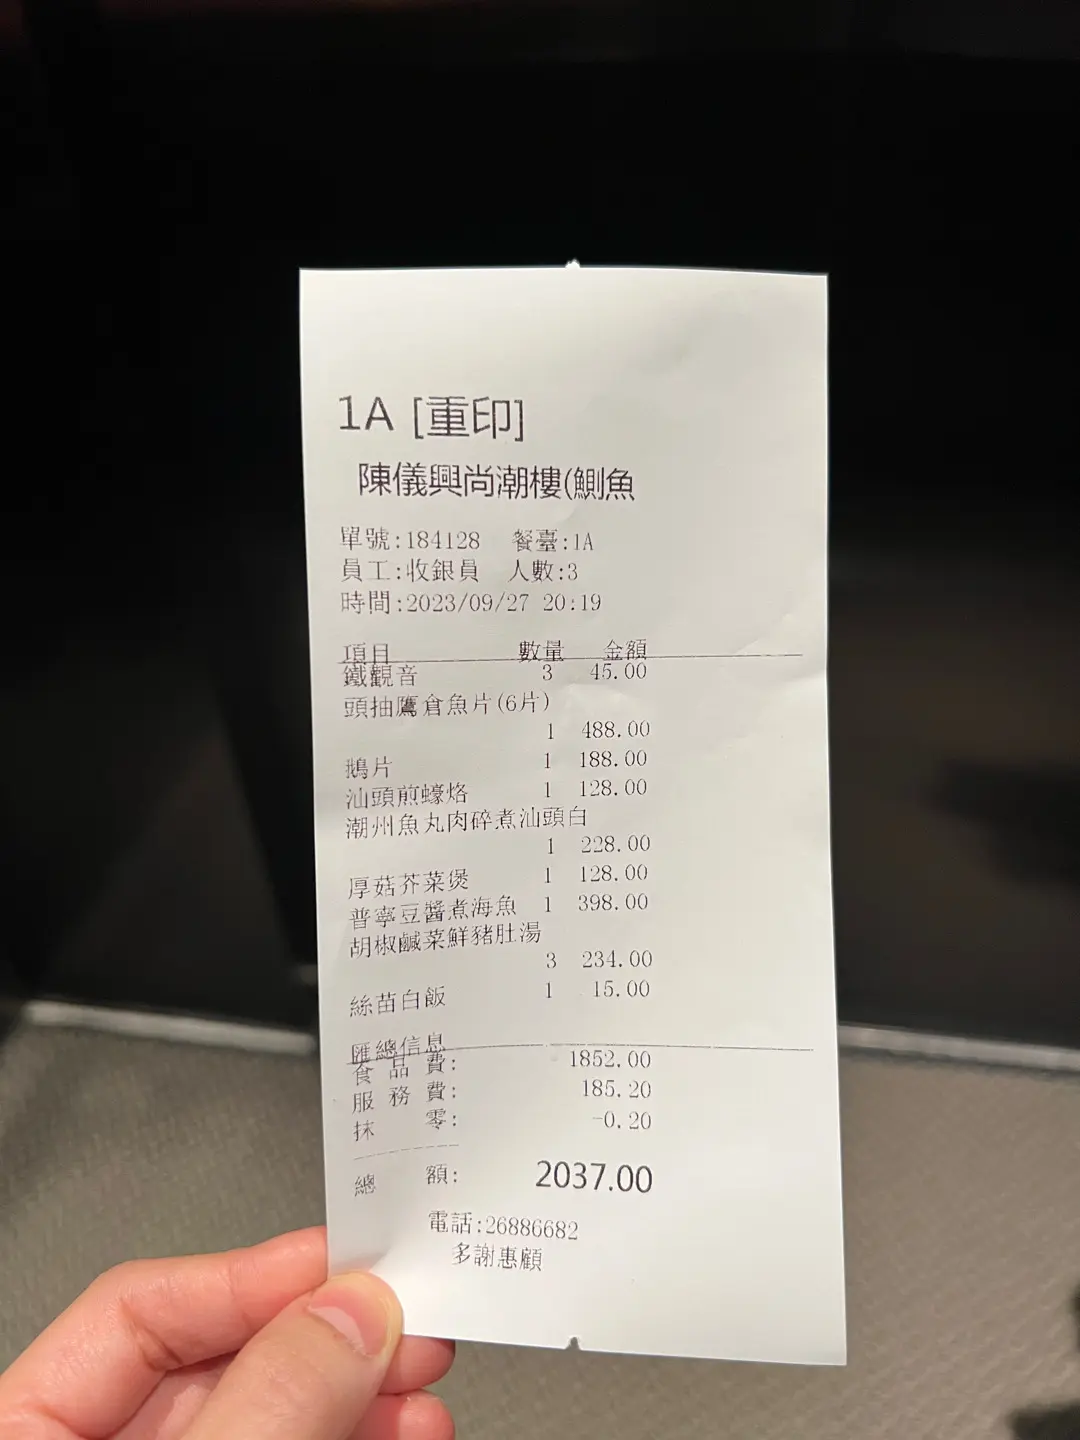 1A [重印]
陳儀興尚潮樓(鰂魚
單號:184128 餐臺:1A
員工:收銀員 人數:3
時間:2023/09/27 20:19
項目 數量 金額
鐵觀音 3 45.00
頭抽鷹倉魚片(6片)
1 488.00
鵝片 1 188.00
汕頭煎蠔烙 1 128.00
潮州魚丸肉碎煮汕頭白
1 228.00
厚菇芥菜煲 1 128.00
普寧豆醬煮海魚 1 398.00
胡椒鹹菜鮮豬肚湯
3 234.00
絲苗白飯 1 15.00
匯總信息
食品費: 1852.00
服務費: 185.20
抹零: -0.20
總額: 2037.00
電話:26886682
多謝惠顧